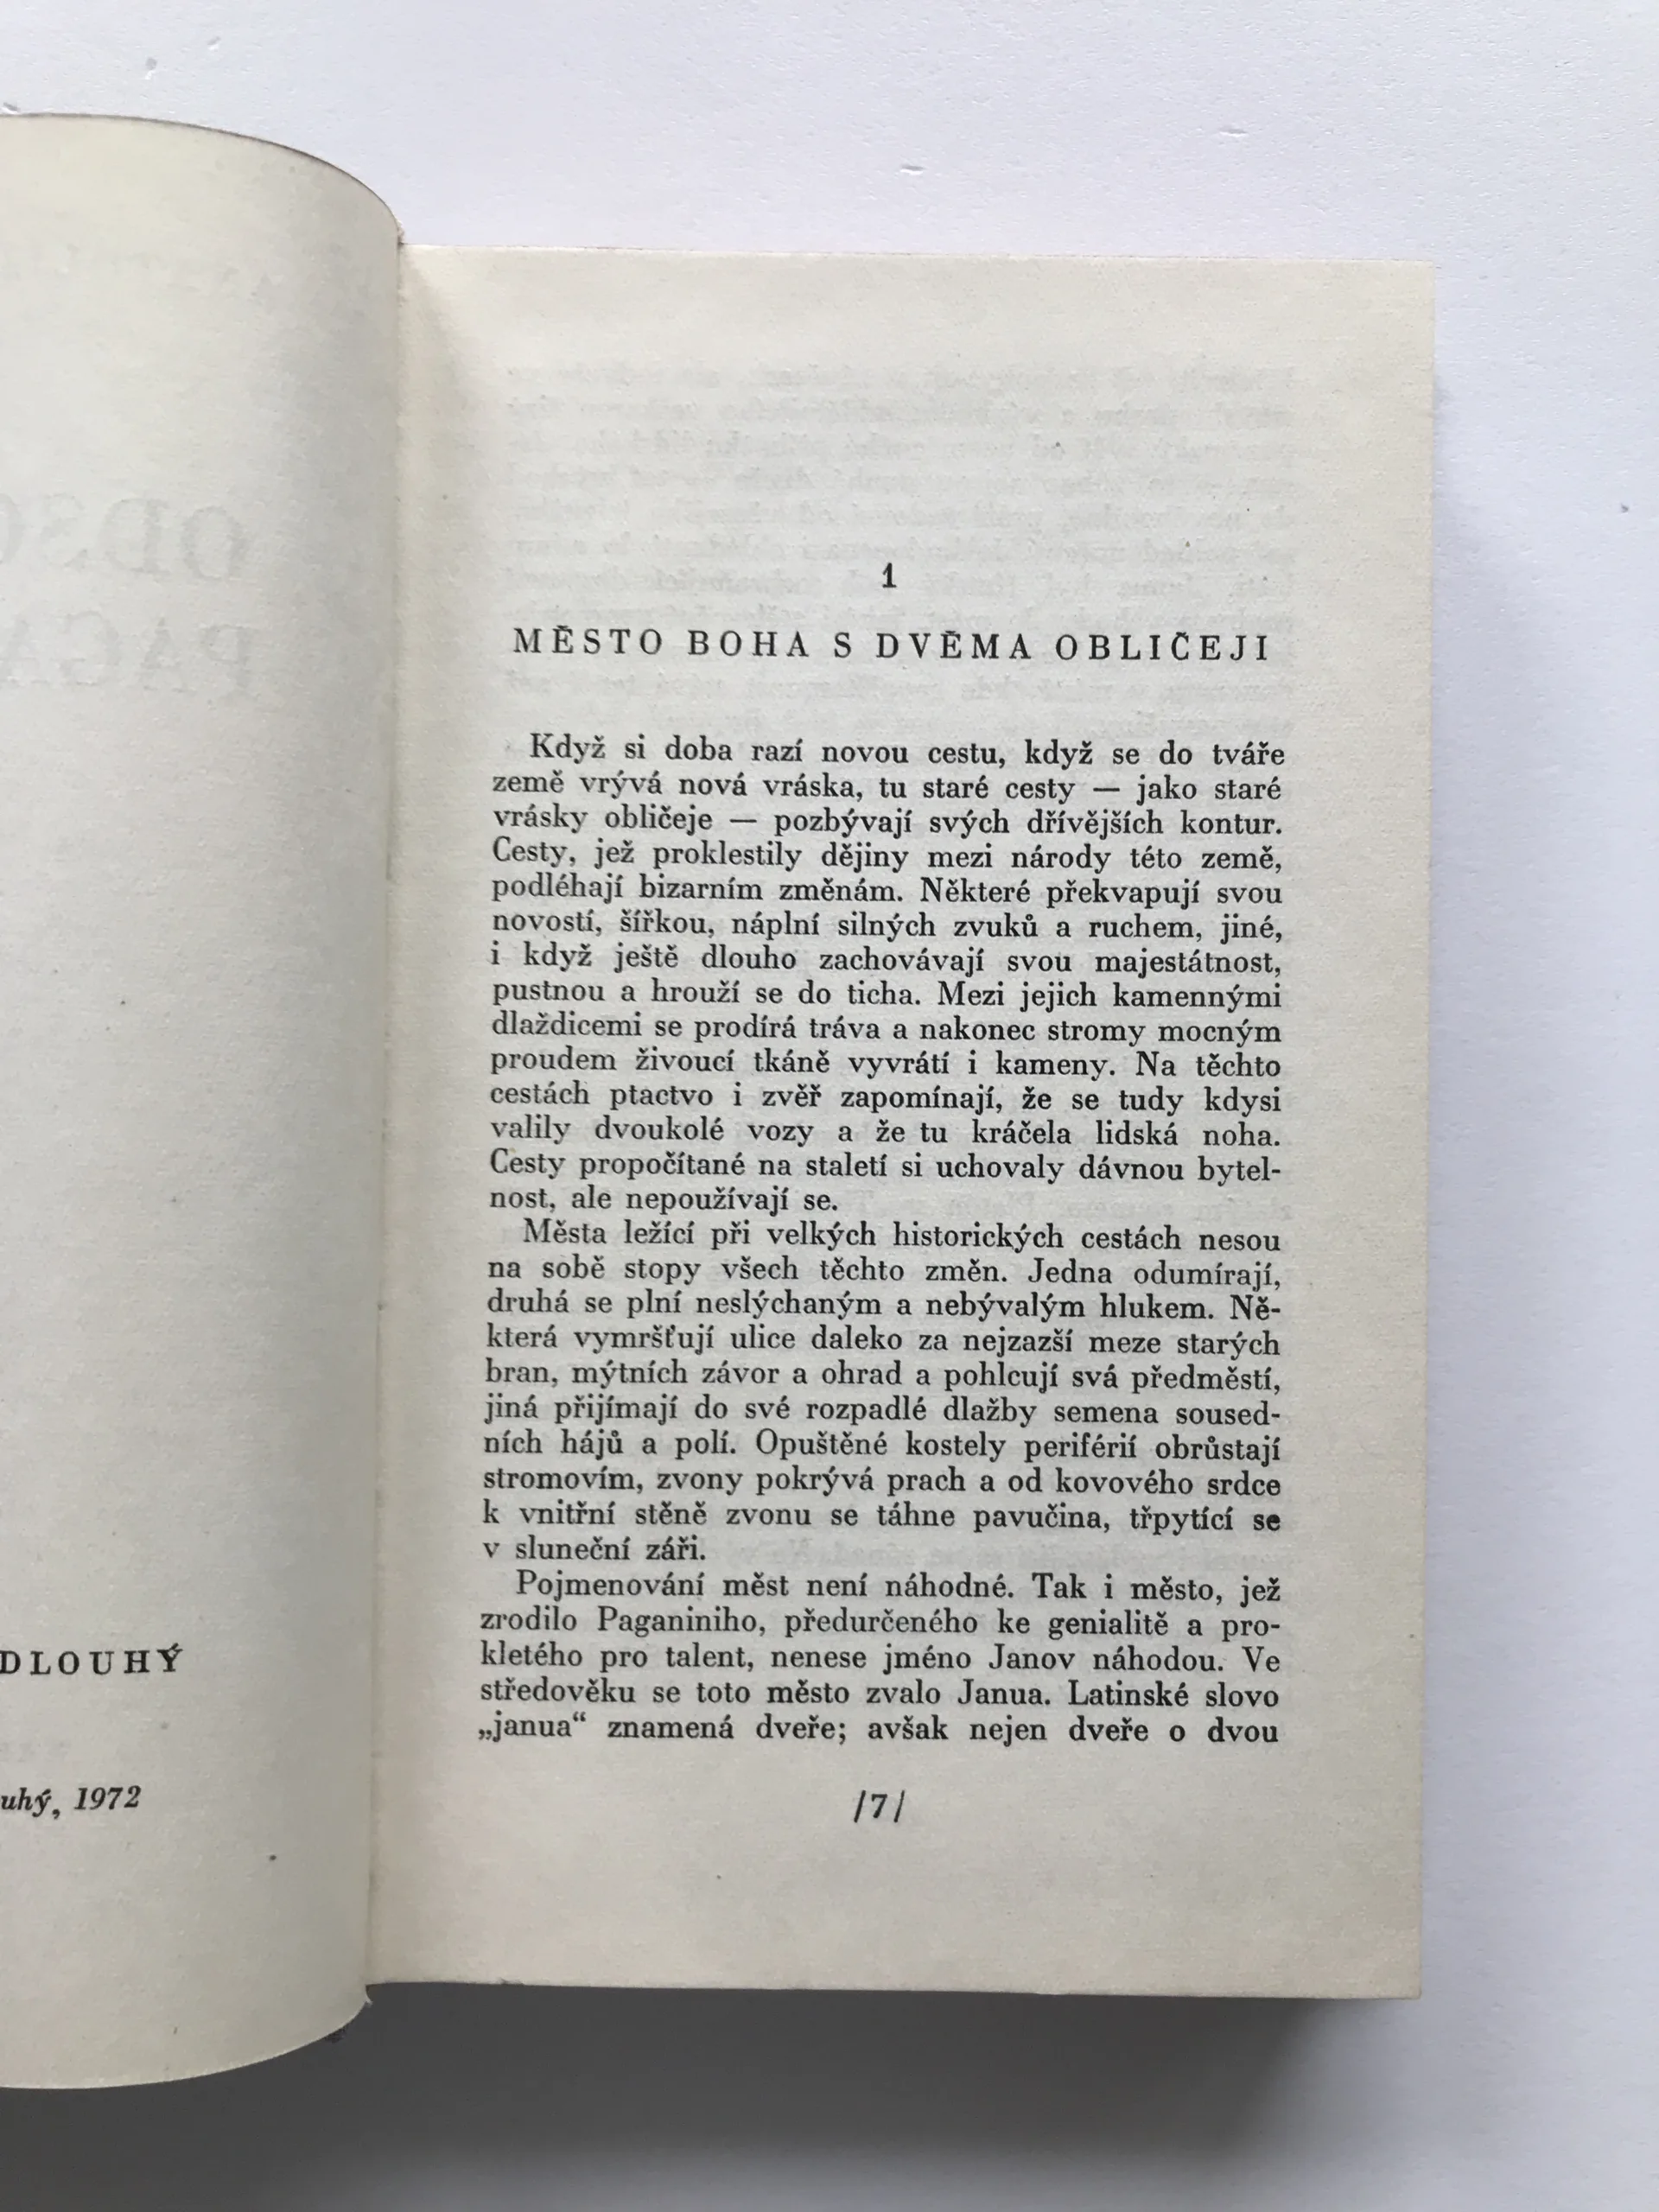 DLOUHÝ
uhý, 1972
1
MĚSTO BOHA S DVĚMA OBLIČEJI
Když si doba razí novou cestu, když se do tváře
země vrývá nová vráska, tu staré cesty — jako staré
vrásky obličeje — pozbývají svých dřívějších kontur.
Cesty, jež proklestily dějiny mezi národy této země,
podléhají bizarním změnám. Některé překvapují svou
novostí, šířkou, náplní silných zvuků a ruchem, jiné,
i když ještě dlouho zachovávají svou majestátnost,
pustnou a hrouží se do ticha. Mezi jejich kamennými
dlaždicemi se prodírá tráva a nakonec stromy mocným
proudem živoucí tkáně vyvrátí i kameny. Na těchto
cestách ptactvo i zvěř zapomínají, že se tudy kdysi
valily dvoukolé vozy a že tu kráčela lidská noha.
Cesty propočítané na staletí si uchovaly dávnou bytel-
nost, ale nepoužívají se.
Města ležící při velkých historických cestách nesou
na sobě stopy všech těchto změn. Jedna odumírají,
druhá se plní neslýchaným a nebývalým hlukem. Ně-
která vymršťují ulice daleko za nejzazší meze starých
bran, mýtních závor a ohrad a pohlcují svá předměstí,
jiná přijímají do své rozpadlé dlažby semena soused-
ních hájů a polí. Opuštěné kostely periférií obrůstají
stromovím, zvony pokrývá prach a od kovového srdce
k vnitřní stěně zvonu se táhne pavučina, třpytící se
v sluneční záři.
Pojmenování měst není náhodné. Tak i město, jež
zrodilo Paganiniho, předurčeného ke genialitě a pro-
kletého pro talent, nenese jméno Janov náhodou. Ve
středověku se toto město zvalo Janua. Latinské slovo
„janua“ znamená dveře; avšak nejen dveře o dvou
/7/